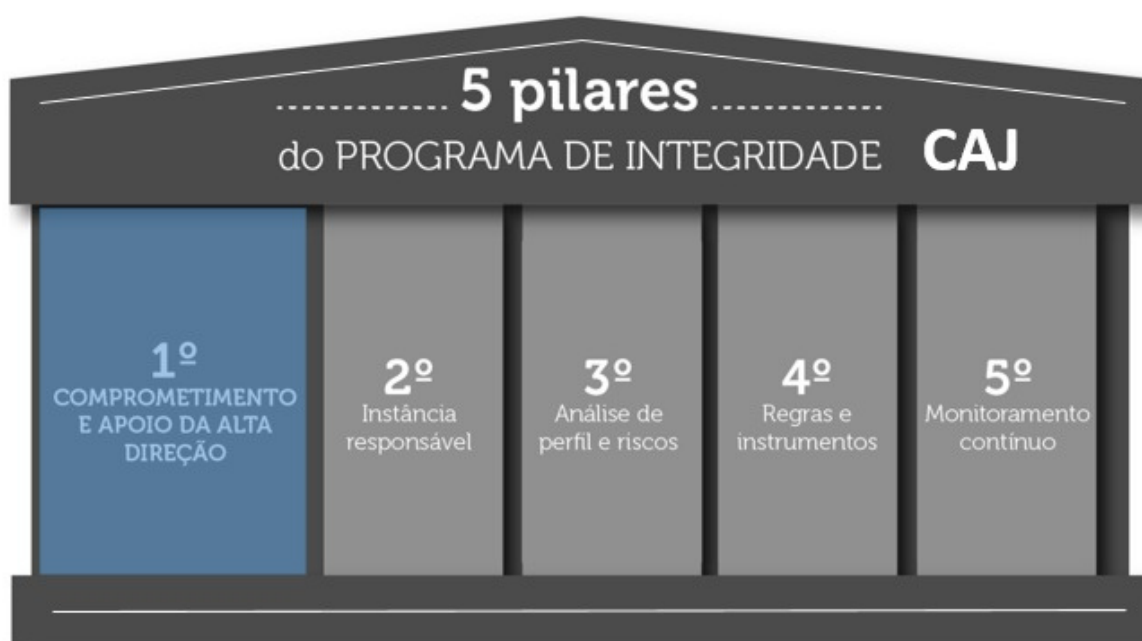 5 pilares
do PROGRAMA DE INTEGRIDADE CAJ
1º
COMPROMETIMENTO
E APOIO DA ALTA
DIREÇÃO
2º
Instância
responsável
3º
Análise de
perfil e riscos
4º
Regras e
instrumentos
5º
Monitoramento
contínuo